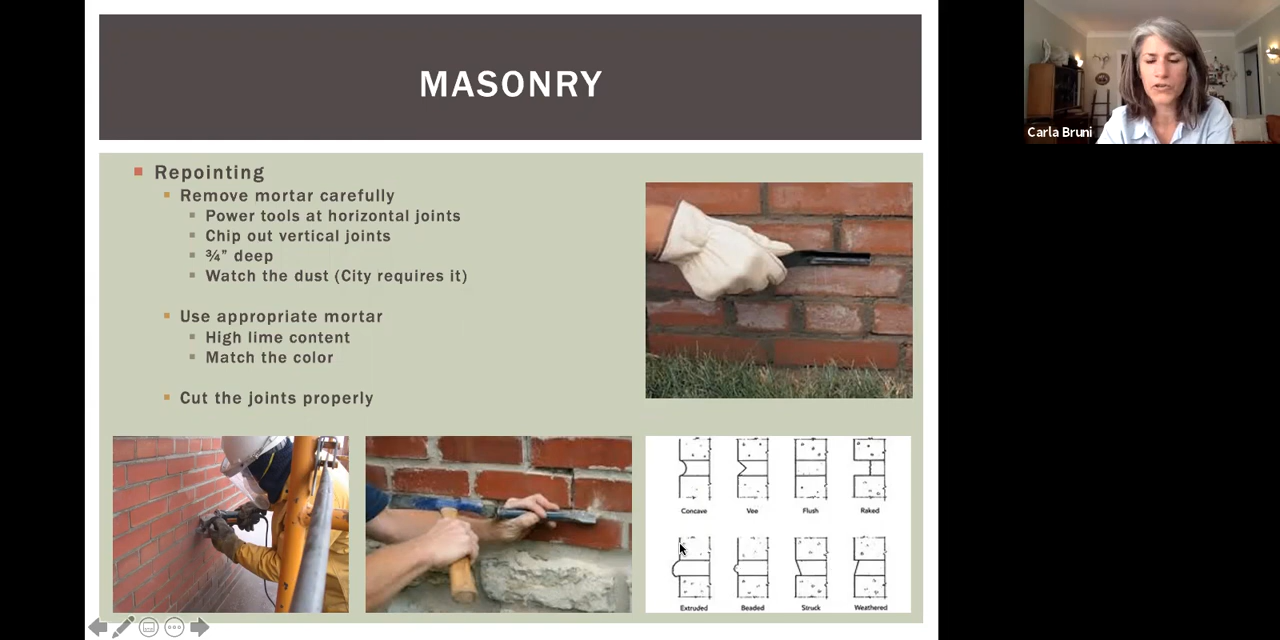 MASONRY
Carla Bruni
Repointing
Remove mortar carefully
Power tools at horizontal joints
Chip out vertical joints
¾” deep
Watch the dust (City requires it)
Use appropriate mortar
High lime content
Match the color
Cut the joints properly
Concave Vee Flush Raked
Extruded Beaded Struck Weathered